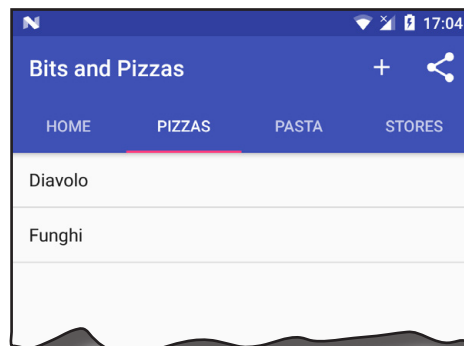 17:04
Bits and Pizzas +
HOME PIZZAS PASTA STORES
Diavolo
Funghi